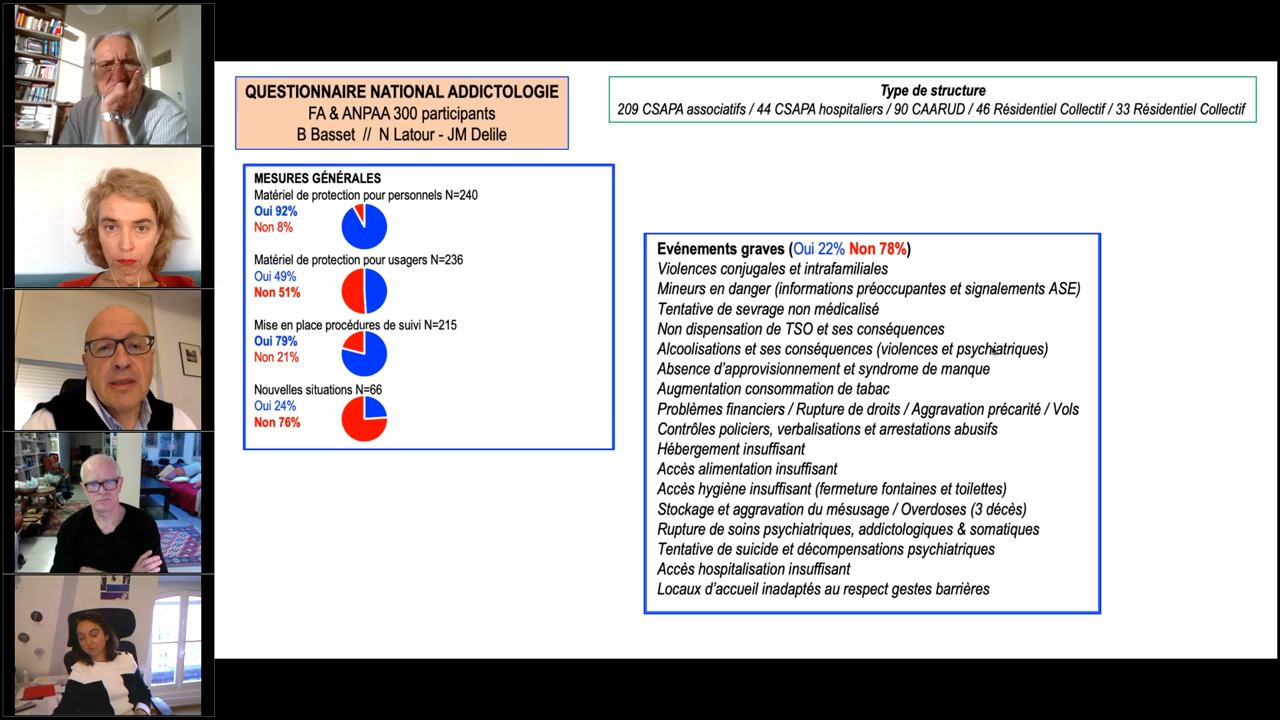 QUESTIONNAIRE NATIONAL ADDICTOLOGIE
FA & ANPAA 300 participants
B Basset // N Latour - JM Delile
Type de structure
209 CSAPA associatifs / 44 CSAPA hospitaliers / 90 CAARUD / 46 Résidentiel Collectif / 33 Résidentiel Collectif
MESURES GÉNÉRALES
Matériel de protection pour personnels N=240
Oui 92%
Non 8%
Matériel de protection pour usagers N=236
Oui 49%
Non 51%
Mise en place procédures de suivi N=215
Oui 79%
Non 21%
Nouvelles situations N=66
Oui 24%
Non 76%
Evénements graves (Oui 22% Non 78%)
Violences conjugales et intrafamiliales
Mineurs en danger (informations préoccupantes et signalements ASE)
Tentative de sevrage non médicalisé
Non dispensation de TSO et ses conséquences
Alcoolisations et ses conséquences (violences et psychiatriques)
Absence d'approvisionnement et syndrome de manque
Augmentation consommation de tabac
Problèmes financiers / Rupture de droits / Aggravation précarité / Vols
Contrôles policiers, verbalisations et arrestations abusifs
Hébergement insuffisant
Accès alimentation insuffisant
Accès hygiène insuffisant (fermeture fontaines et toilettes)
Stockage et aggravation du mésusage / Overdoses (3 décès)
Rupture de soins psychiatriques, addictologiques & somatiques
Tentative de suicide et décompensations psychiatriques
Accès hospitalisation insuffisant
Locaux d'accueil inadaptés au respect gestes barrières